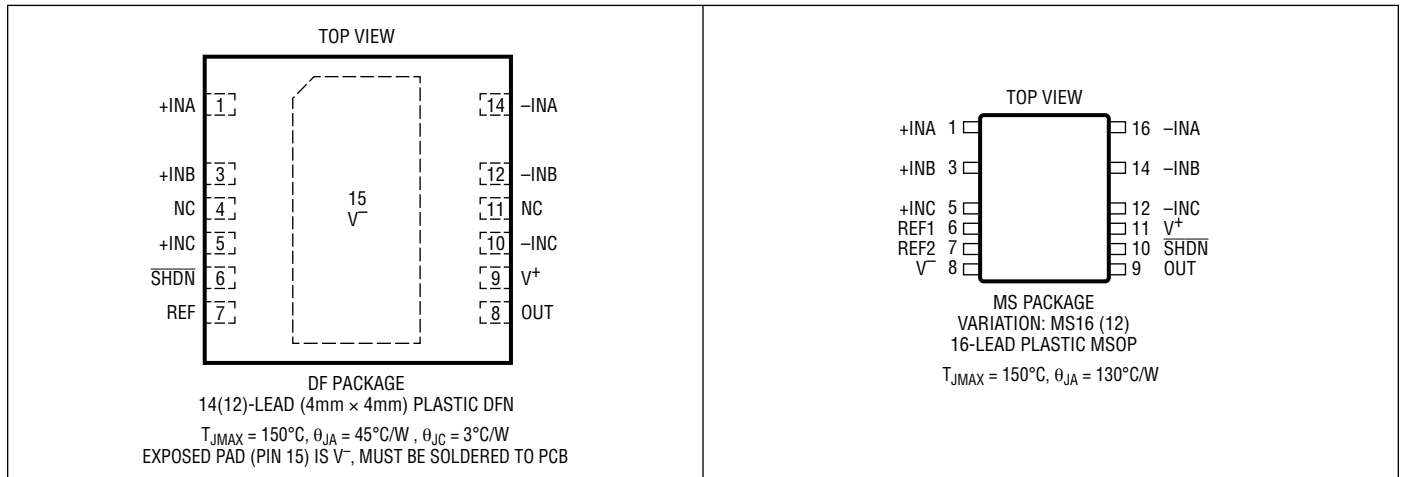 TOP VIEW
+INA 1
14 –INA
+INB 3
12 –INB
NC 4
11 NC
+INC 5
10 –INC
SHDN 6
9 V+
REF 7
8 OUT
15
V–
DF PACKAGE
14(12)-LEAD (4mm × 4mm) PLASTIC DFN
TJMAX = 150°C, θJA = 45°C/W , θJC = 3°C/W
EXPOSED PAD (PIN 15) IS V–, MUST BE SOLDERED TO PCB
TOP VIEW
+INA 1
16 –INA
+INB 3
14 –INB
+INC 5
12 –INC
REF1 6
11 V+
REF2 7
10 SHDN
V– 8
9 OUT
MS PACKAGE
VARIATION: MS16 (12)
16-LEAD PLASTIC MSOP
TJMAX = 150°C, θJA = 130°C/W